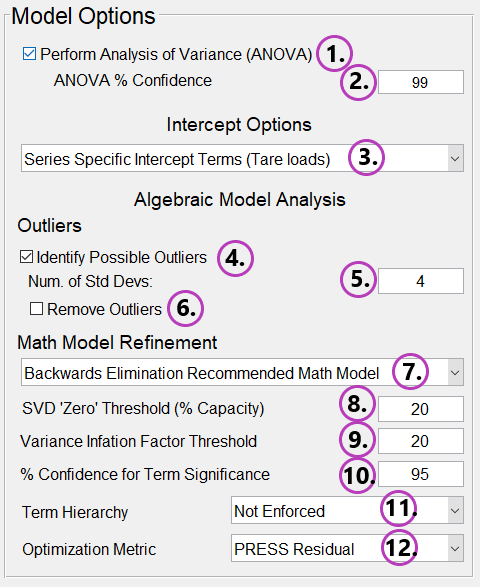 Model Options
Perform Analysis of Variance (ANOVA) 1.
ANOVA % Confidence 2. 99
Intercept Options
Series Specific Intercept Terms (Tare loads) 3.
Algebraic Model Analysis
Outliers
Identify Possible Outliers 4.
Num. of Std Devs: 5. 4
Remove Outliers 6.
Math Model Refinement
Backwards Elimination Recommended Math Model 7.
SVD 'Zero' Threshold (% Capacity) 8. 20
Variance Infation Factor Threshold 9. 20
% Confidence for Term Significance 10. 95
Term Hierarchy Not Enforced 11.
Optimization Metric PRESS Residual 12.